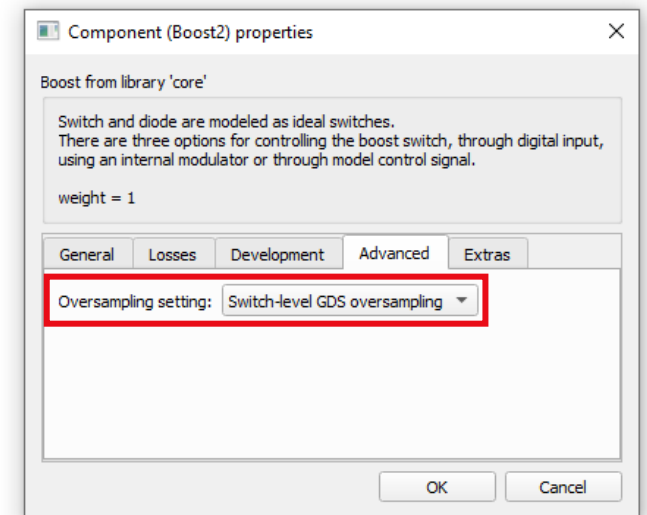 Component (Boost2) properties
Boost from library 'core'
Switch and diode are modeled as ideal switches.
There are three options for controlling the boost switch, through digital input,
using an internal modulator or through model control signal.
weight = 1
General Losses Development Advanced Extras
Oversampling setting: Switch-level GDS oversampling
OK Cancel